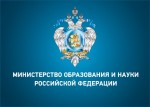 МИНИСТЕРСТВО ОБРАЗОВАНИЯ И НАУКИ
РОССИЙСКОЙ ФЕДЕРАЦИИ